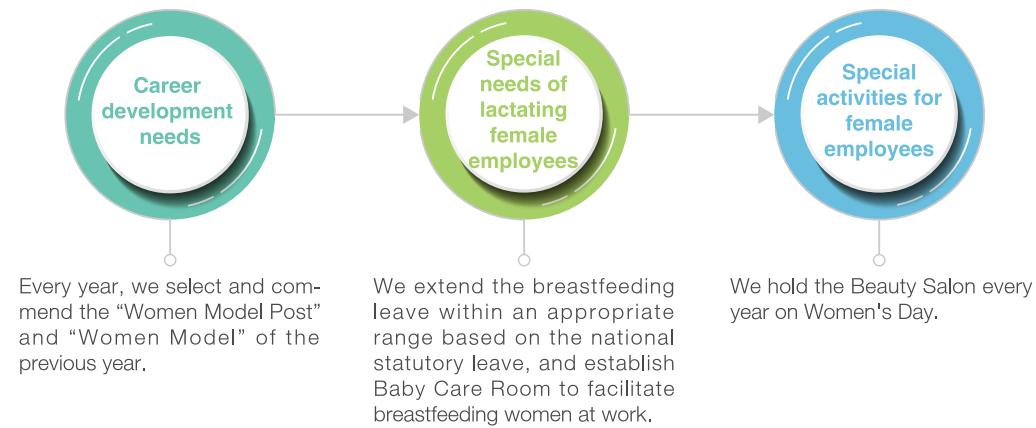 Career
development
needs
Special
needs of
lactating
female
employees
Special
activities for
female
employees
Every year, we select and com-
mend the “Women Model Post”
and “Women Model” of the
previous year.
We extend the breastfeeding
leave within an appropriate
range based on the national
statutory leave, and establish
Baby Care Room to facilitate
breastfeeding women at work.
We hold the Beauty Salon every
year on Women's Day.